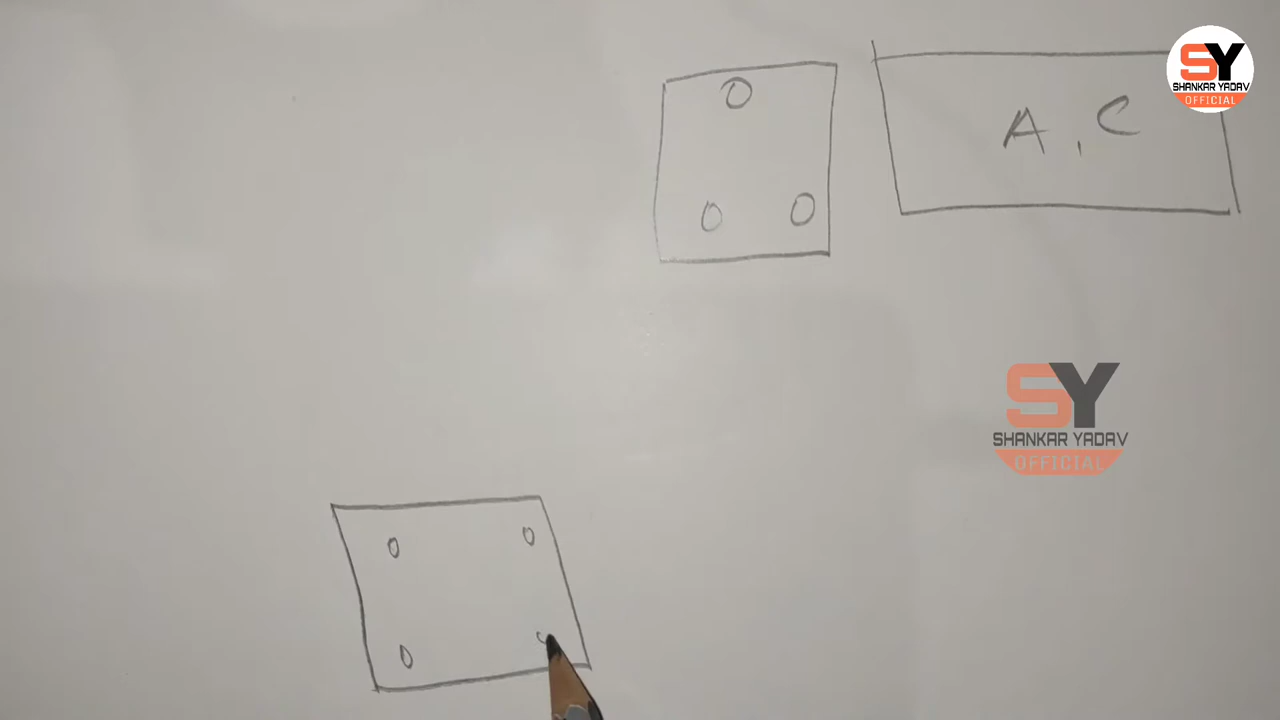 A.C
SY
SHANKAR YADAV
OFFICIAL
SY
SHANKAR YADAV
OFFICIAL